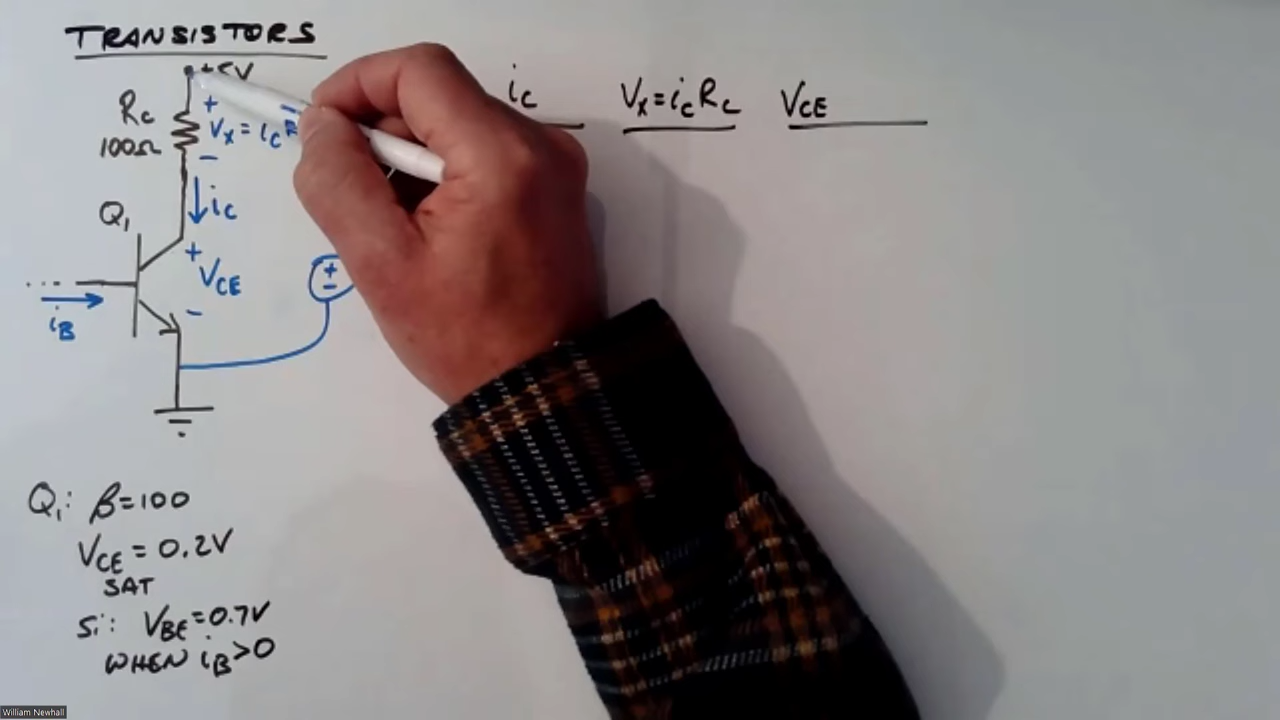 TRANSISTORS
+5V
Rc
100Ω
+
Vx = ic
−
ic
Q1
+
VCE
−
+
−
...
iB
ic
Vx=icRc
VCE
Q1: β=100
VCE = 0.2V
SAT
Si: VBE=0.7V
WHEN iB>0
William Newhall